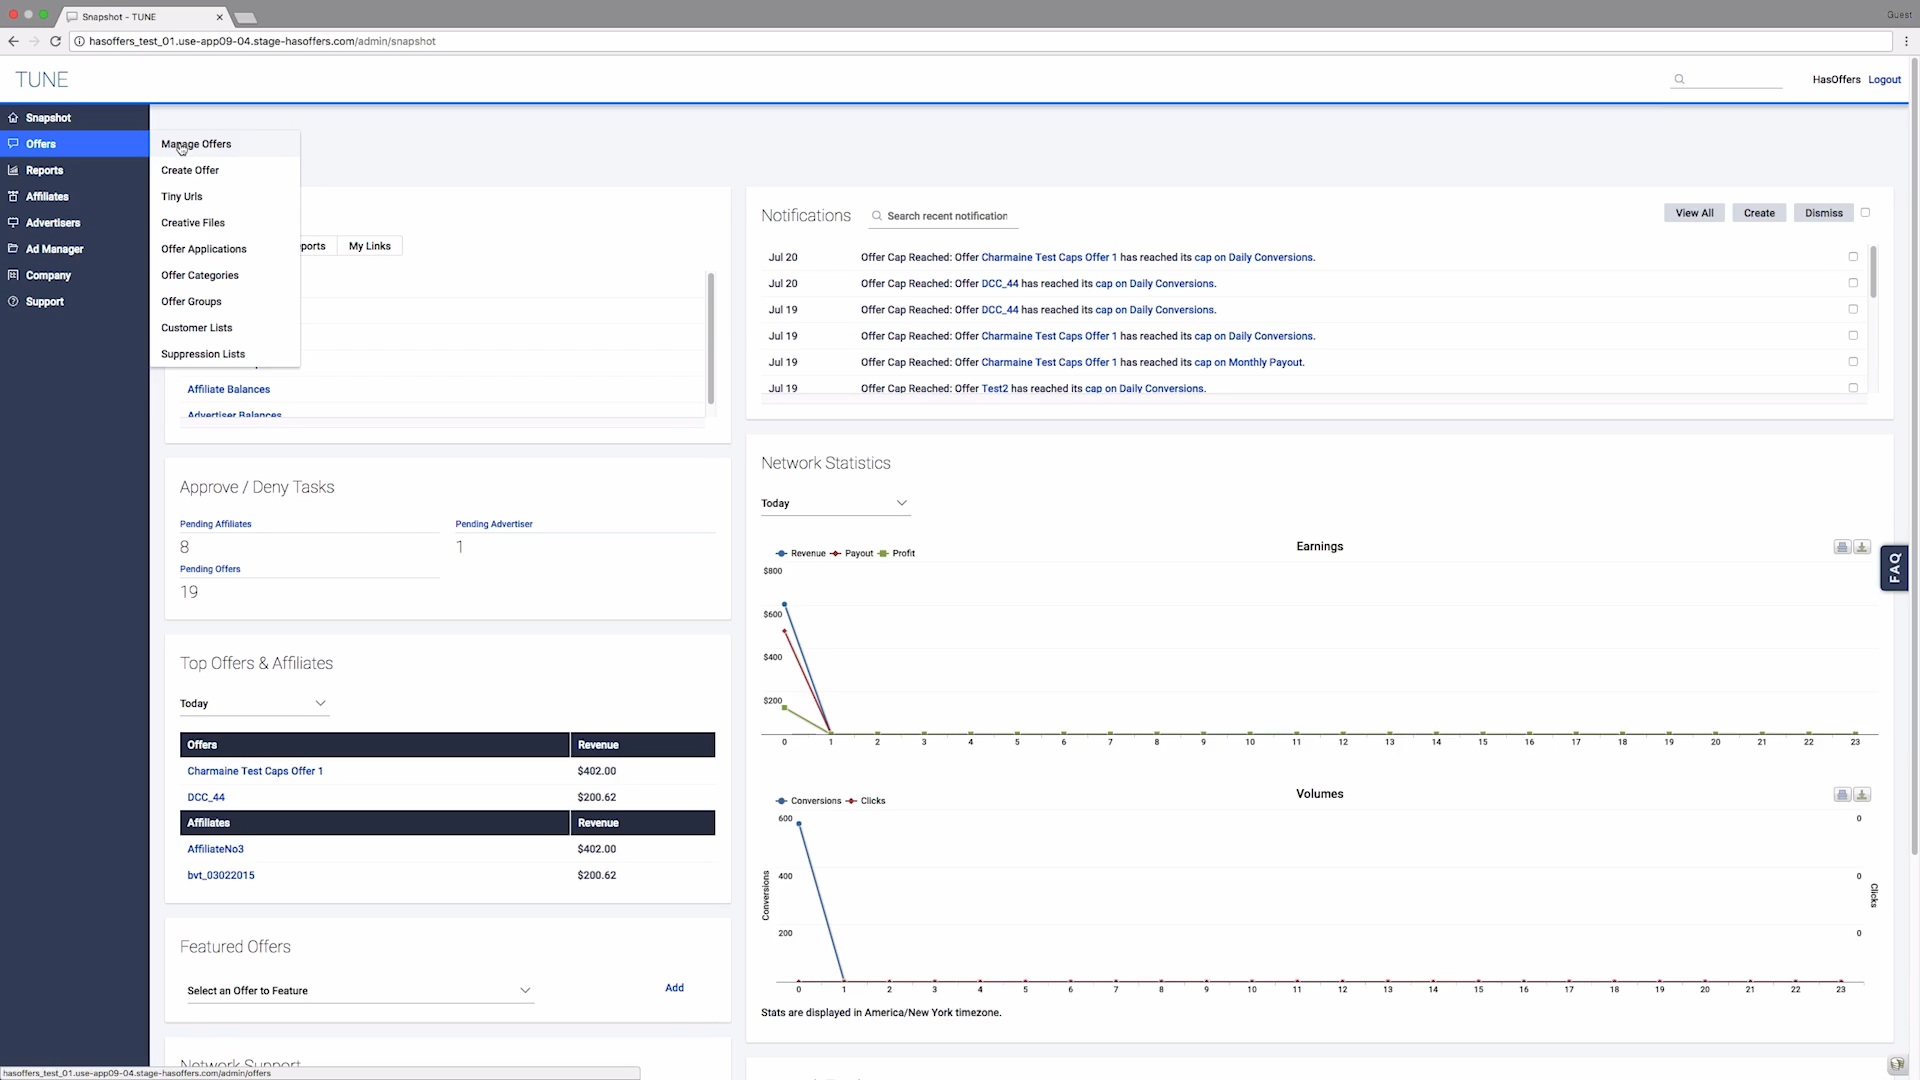 Snapshot - TUNE
Guest
hasoffers_test_01.use-app09-04.stage-hasoffers.com/admin/snapshot
TUNE
HasOffers Logout
Snapshot
Offers
Reports
Affiliates
Advertisers
Ad Manager
Company
Support
Manage Offers
Create Offer
Tiny Urls
Creative Files
Offer Applications
Offer Categories
Offer Groups
Customer Lists
Suppression Lists
ports
My Links
Affiliate Balances
Advertiser Balances
Notifications
Search recent notification
View All
Create
Dismiss
Jul 20 Offer Cap Reached: Offer Charmaine Test Caps Offer 1 has reached its cap on Daily Conversions.
Jul 20 Offer Cap Reached: Offer DCC_44 has reached its cap on Daily Conversions.
Jul 19 Offer Cap Reached: Offer DCC_44 has reached its cap on Daily Conversions.
Jul 19 Offer Cap Reached: Offer Charmaine Test Caps Offer 1 has reached its cap on Daily Conversions.
Jul 19 Offer Cap Reached: Offer Charmaine Test Caps Offer 1 has reached its cap on Monthly Payout.
Jul 19 Offer Cap Reached: Offer Test2 has reached its cap on Daily Conversions.
Approve / Deny Tasks
Pending Affiliates
8
Pending Advertiser
1
Pending Offers
19
Top Offers & Affiliates
Today
Offers Revenue
Charmaine Test Caps Offer 1 $402.00
DCC_44 $200.62
Affiliates Revenue
AffiliateNo3 $402.00
bvt_03022015 $200.62
Featured Offers
Select an Offer to Feature
Add
Network Support
Network Statistics
Today
Revenue Payout Profit
Earnings
$800
$600
$400
$200
0 1 2 3 4 5 6 7 8 9 10 11 12 13 14 15 16 17 18 19 20 21 22 23
Conversions Clicks
Volumes
600
400
200
Conversions
0
0
0
Clicks
0 1 2 3 4 5 6 7 8 9 10 11 12 13 14 15 16 17 18 19 20 21 22 23
Stats are displayed in America/New York timezone.
FAQ
hasoffers_test_01.use-app09-04.stage-hasoffers.com/admin/offers